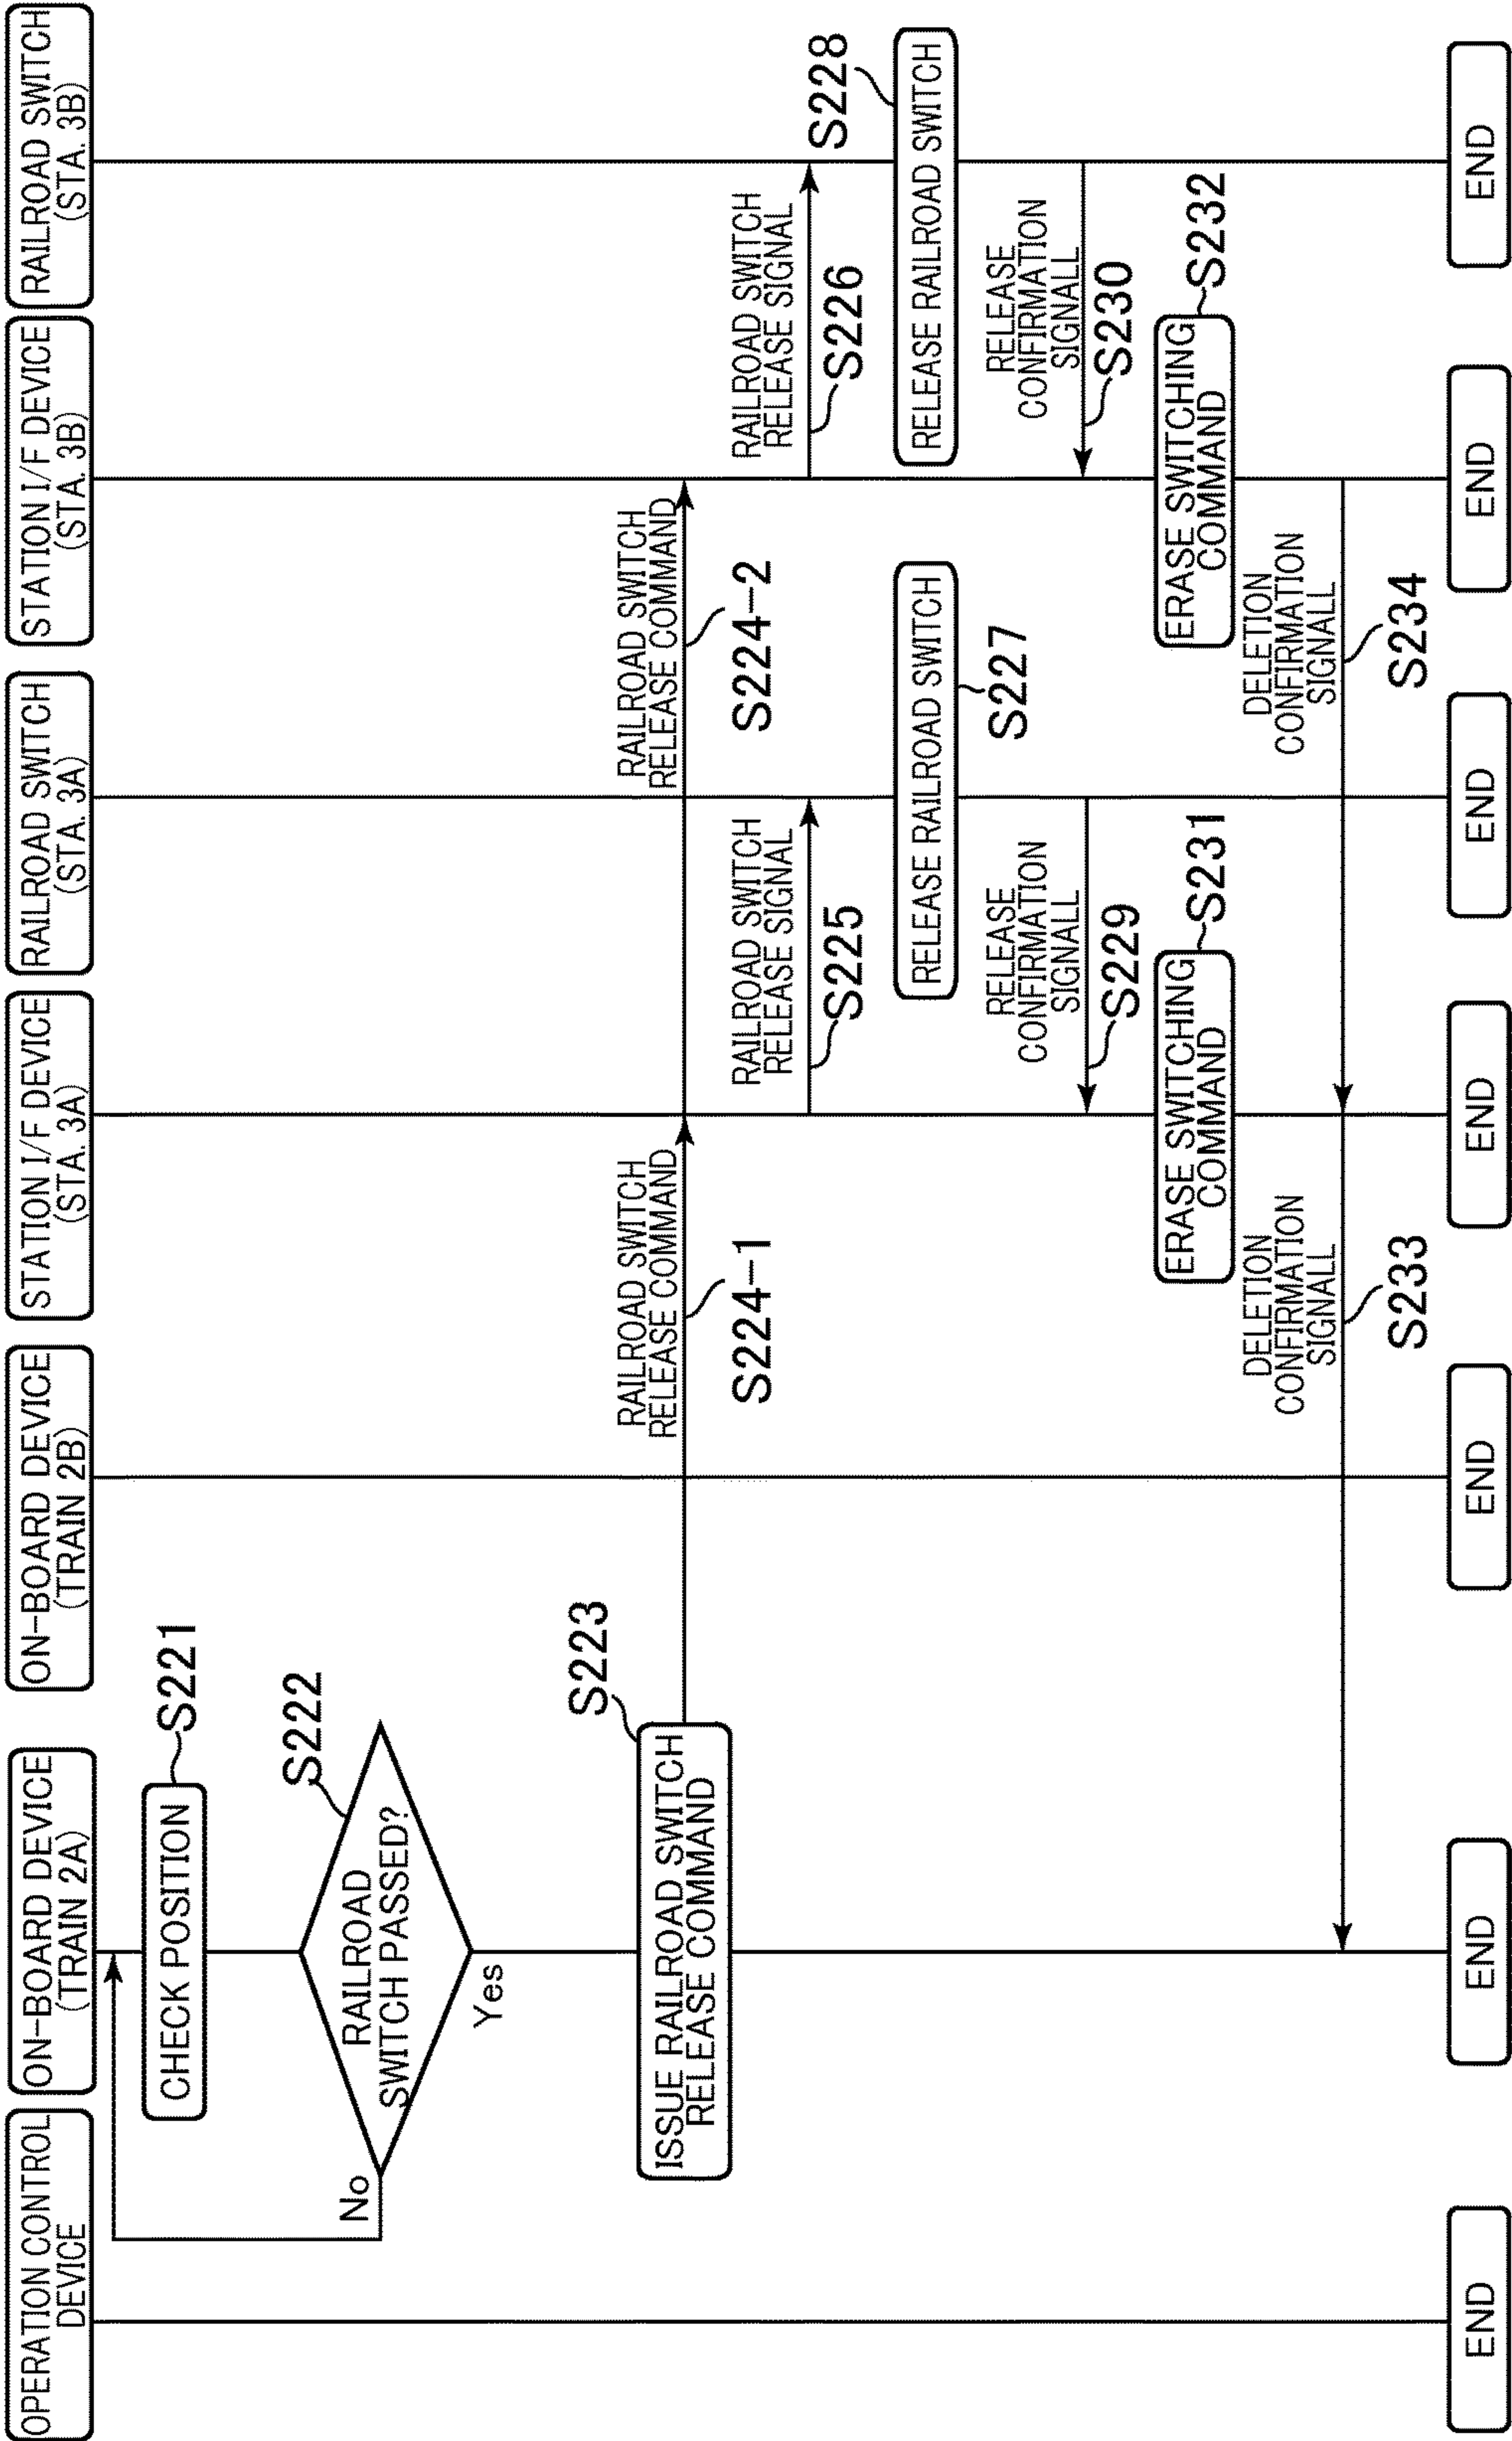 OPERATION CONTROL
DEVICE
ON-BOARD DEVICE
(TRAIN 2A)
ON-BOARD DEVICE
(TRAIN 2B)
STATION I/F DEVICE
(STA. 3A)
RAILROAD SWITCH
(STA. 3A)
STATION I/F DEVICE
(STA. 3B)
RAILROAD SWITCH
(STA. 3B)
CHECK POSITION
S221
S222
RAILROAD
SWITCH PASSED?
No
Yes
S223
ISSUE RAILROAD SWITCH
RELEASE COMMAND
RAILROAD SWITCH
RELEASE COMMAND
S224-1
RAILROAD SWITCH
RELEASE COMMAND
S224-2
RAILROAD SWITCH
RELEASE SIGNAL
S225
RAILROAD SWITCH
RELEASE SIGNAL
S226
RELEASE RAILROAD SWITCH
S227
RELEASE RAILROAD SWITCH
S228
RELEASE
CONFIRMATION
SIGNALL
S229
RELEASE
CONFIRMATION
SIGNALL
S230
ERASE SWITCHING
COMMAND
S231
ERASE SWITCHING
COMMAND
S232
DELETION
CONFIRMATION
SIGNALL
S233
DELETION
CONFIRMATION
SIGNALL
S234
END
END
END
END
END
END
END